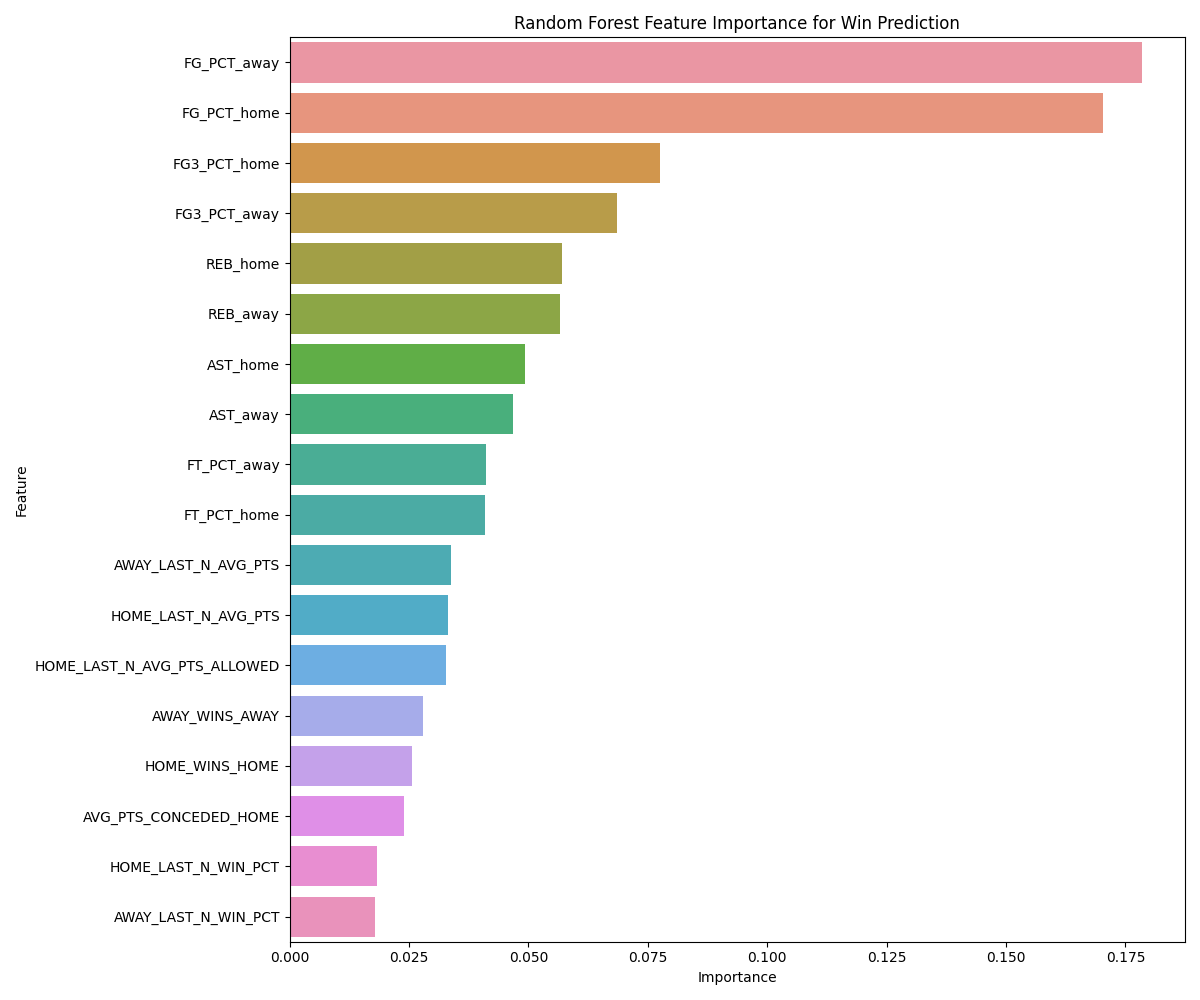 Random Forest Feature Importance for Win Prediction
FG_PCT_away
FG_PCT_home
FG3_PCT_home
FG3_PCT_away
REB_home
REB_away
AST_home
AST_away
FT_PCT_away
FT_PCT_home
AWAY_LAST_N_AVG_PTS
HOME_LAST_N_AVG_PTS
HOME_LAST_N_AVG_PTS_ALLOWED
AWAY_WINS_AWAY
HOME_WINS_HOME
AVG_PTS_CONCEDED_HOME
HOME_LAST_N_WIN_PCT
AWAY_LAST_N_WIN_PCT
Feature
0.000 0.025 0.050 0.075 0.100 0.125 0.150 0.175
Importance